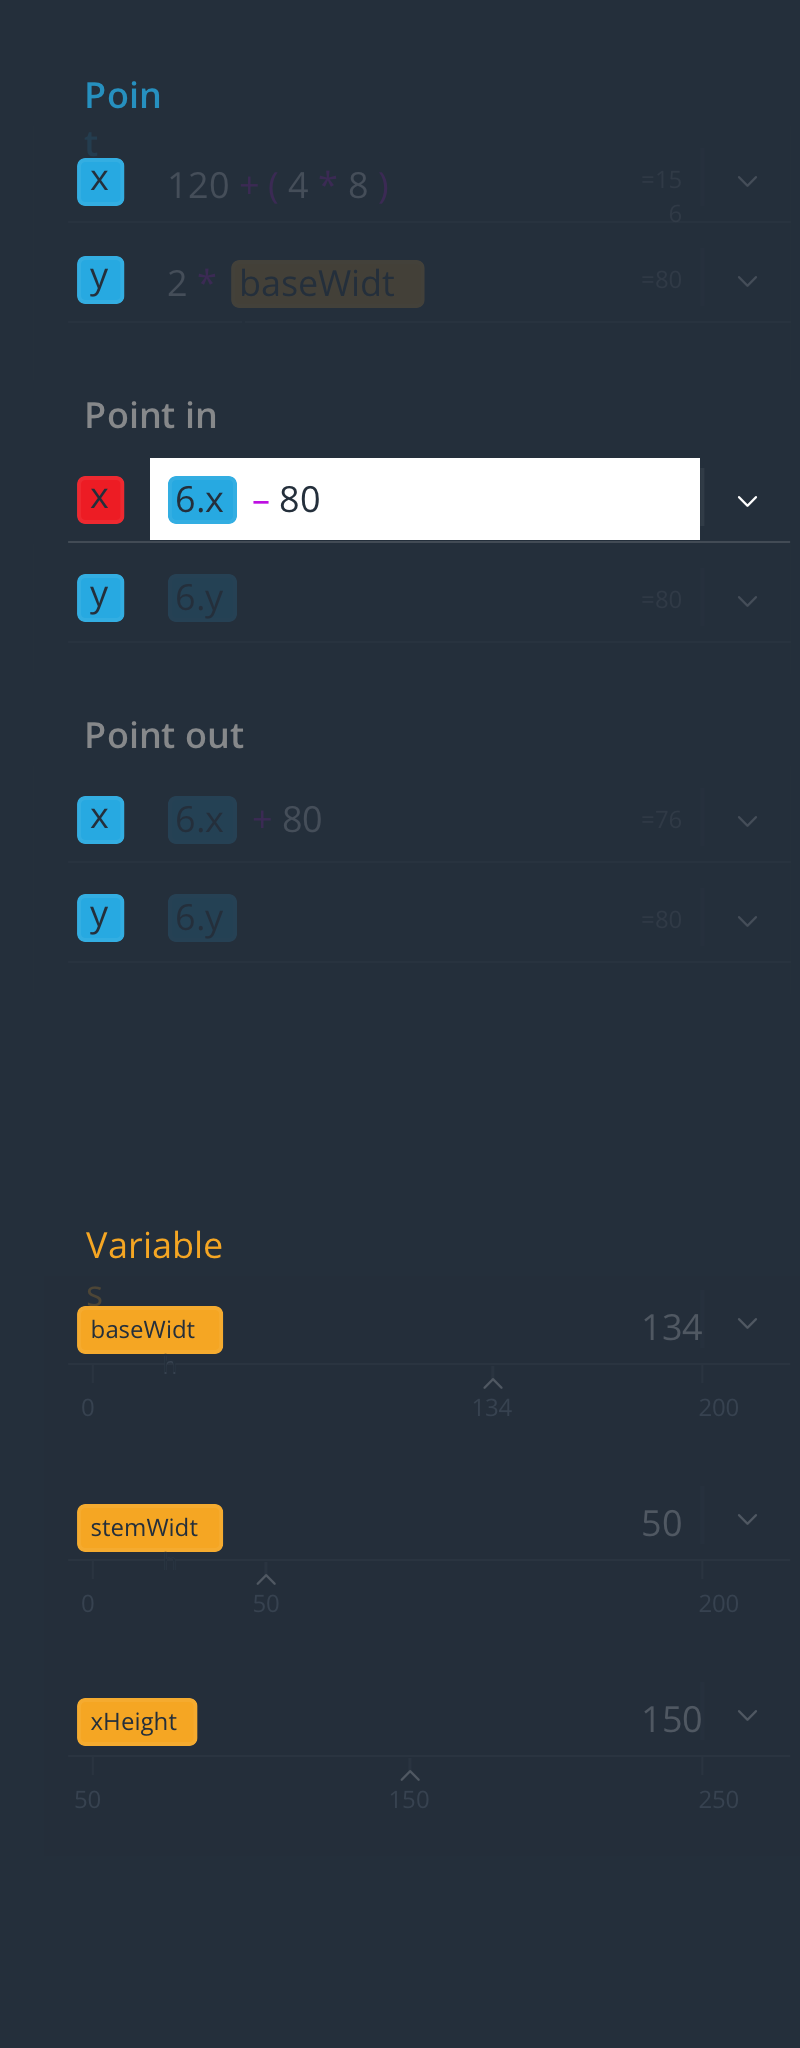 Poin
t
x 120 + ( 4 * 8 ) =15
6
y 2 * baseWidt =80
Point in
x 6.x – 80
y 6.y =80
Point out
x 6.x + 80 =76
y 6.y =80
Variable
s
baseWidt 134
h
0 134 200
stemWidt 50
h
0 50 200
xHeight 150
50 150 250